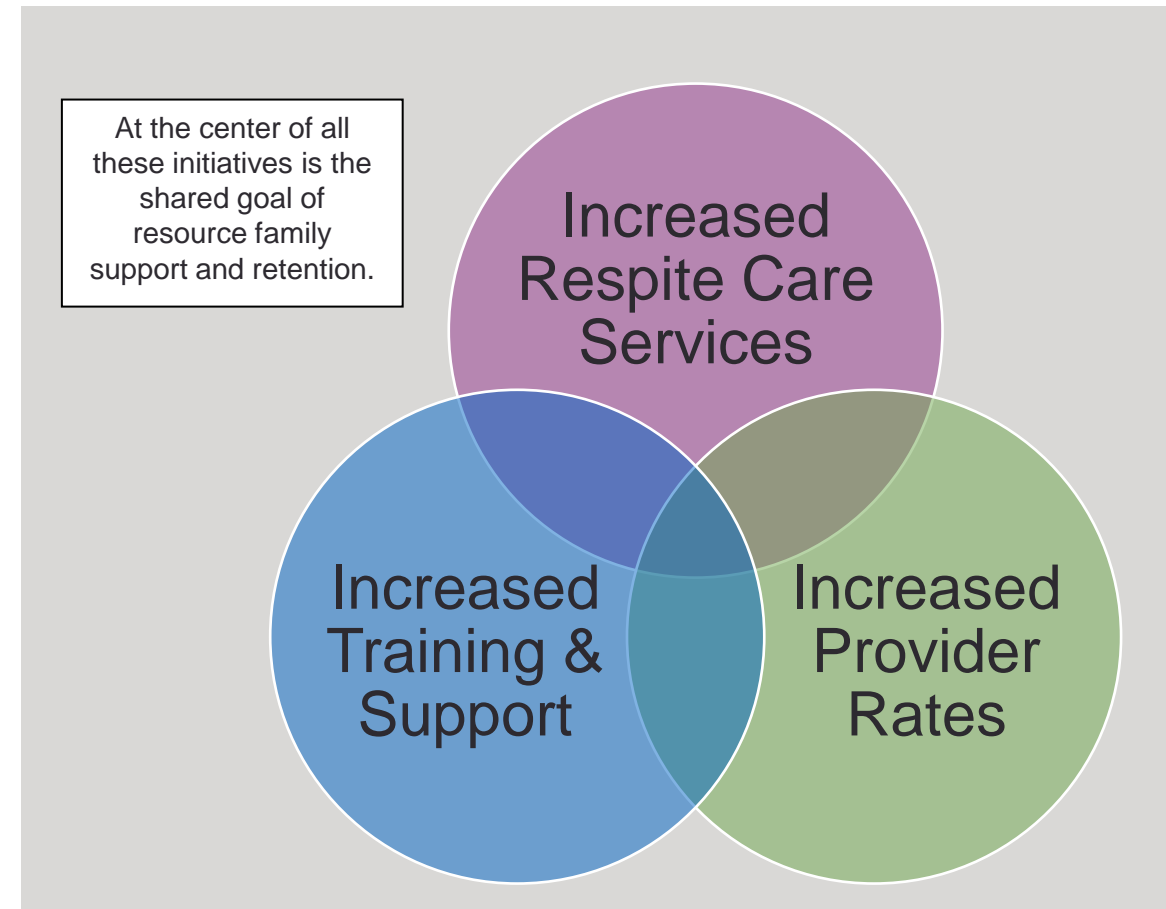 At the center of all
these initiatives is the
shared goal of
resource family
support and retention.
Increased
Respite Care
Services
Increased
Training &
Support
Increased
Provider
Rates